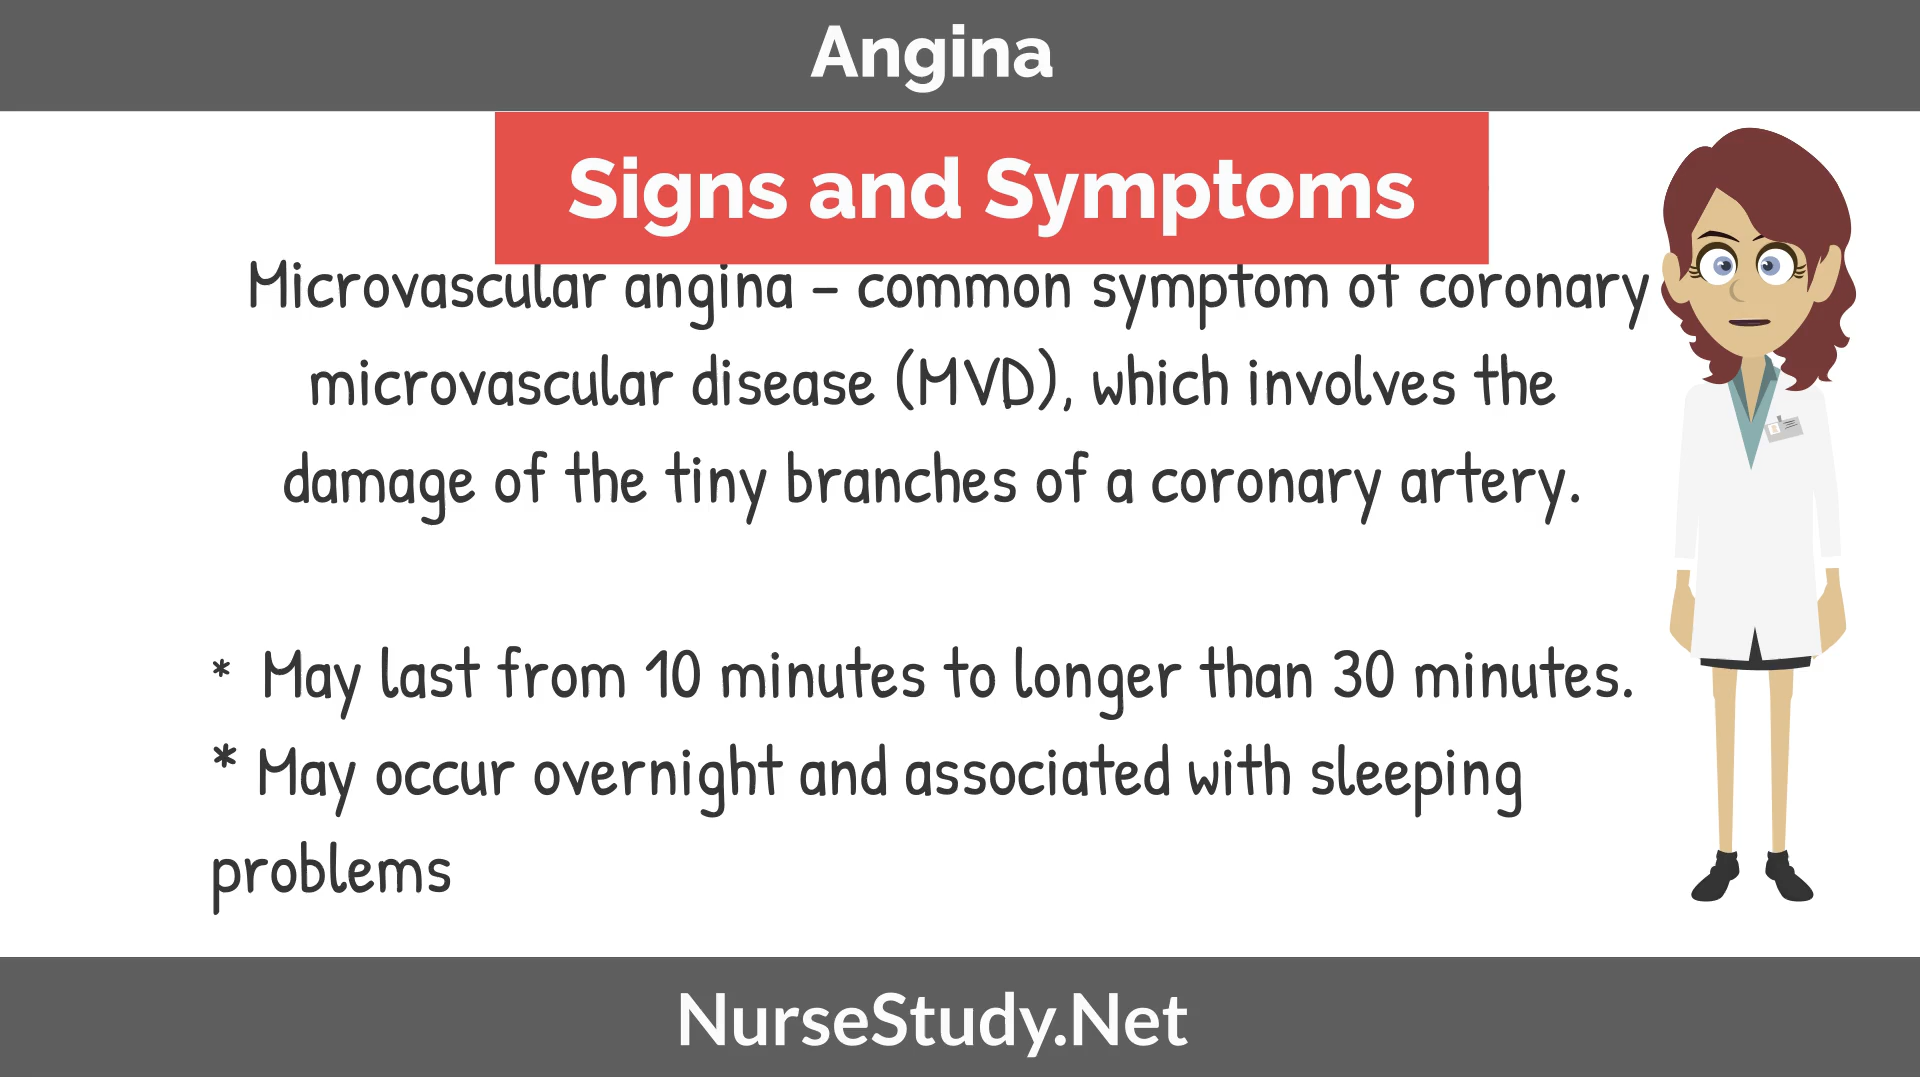 Angina
Signs and Symptoms
Microvascular angina – common symptom of coronary
microvascular disease (MVD), which involves the
damage of the tiny branches of a coronary artery.
* May last from 10 minutes to longer than 30 minutes.
* May occur overnight and associated with sleeping
problems
NurseStudy.Net